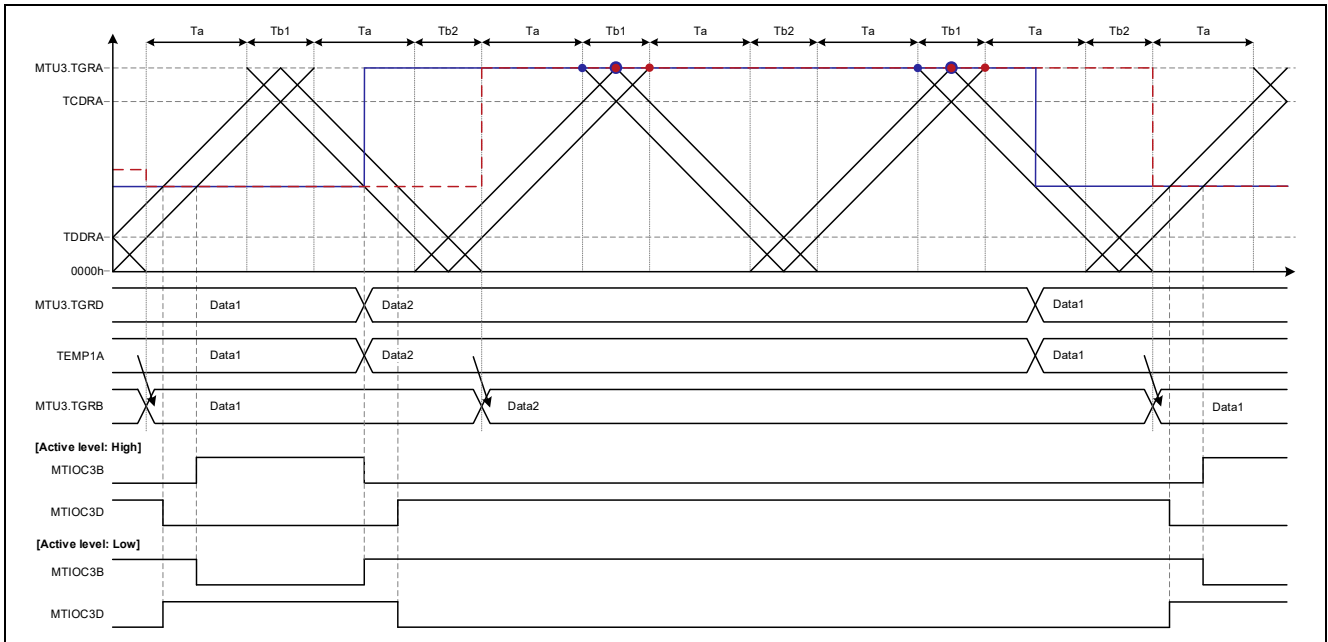 Ta Tb1 Ta Tb2 Ta Tb1 Ta Tb2 Ta Tb1 Ta Tb2 Ta
MTU3.TGRA
TCDRA
TDDRA
0000h
MTU3.TGRD Data1 Data2 Data1
TEMP1A Data1 Data2 Data1
MTU3.TGRB Data1 Data2 Data1
[Active level: High]
MTIOC3B
MTIOC3D
[Active level: Low]
MTIOC3B
MTIOC3D